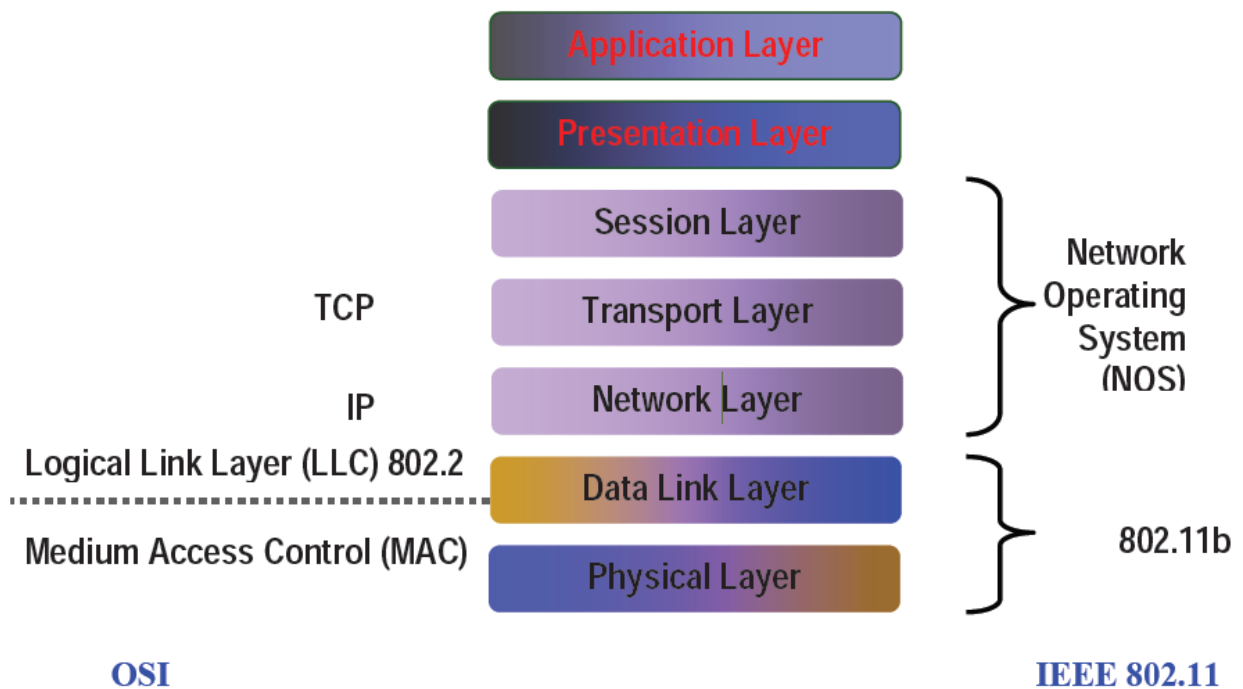 Application Layer
Presentation Layer
Session Layer
TCP
Transport Layer
Network
Operating
System
(NOS)
IP
Network Layer
Logical Link Layer (LLC) 802.2
Data Link Layer
Medium Access Control (MAC)
Physical Layer
802.11b
OSI
IEEE 802.11